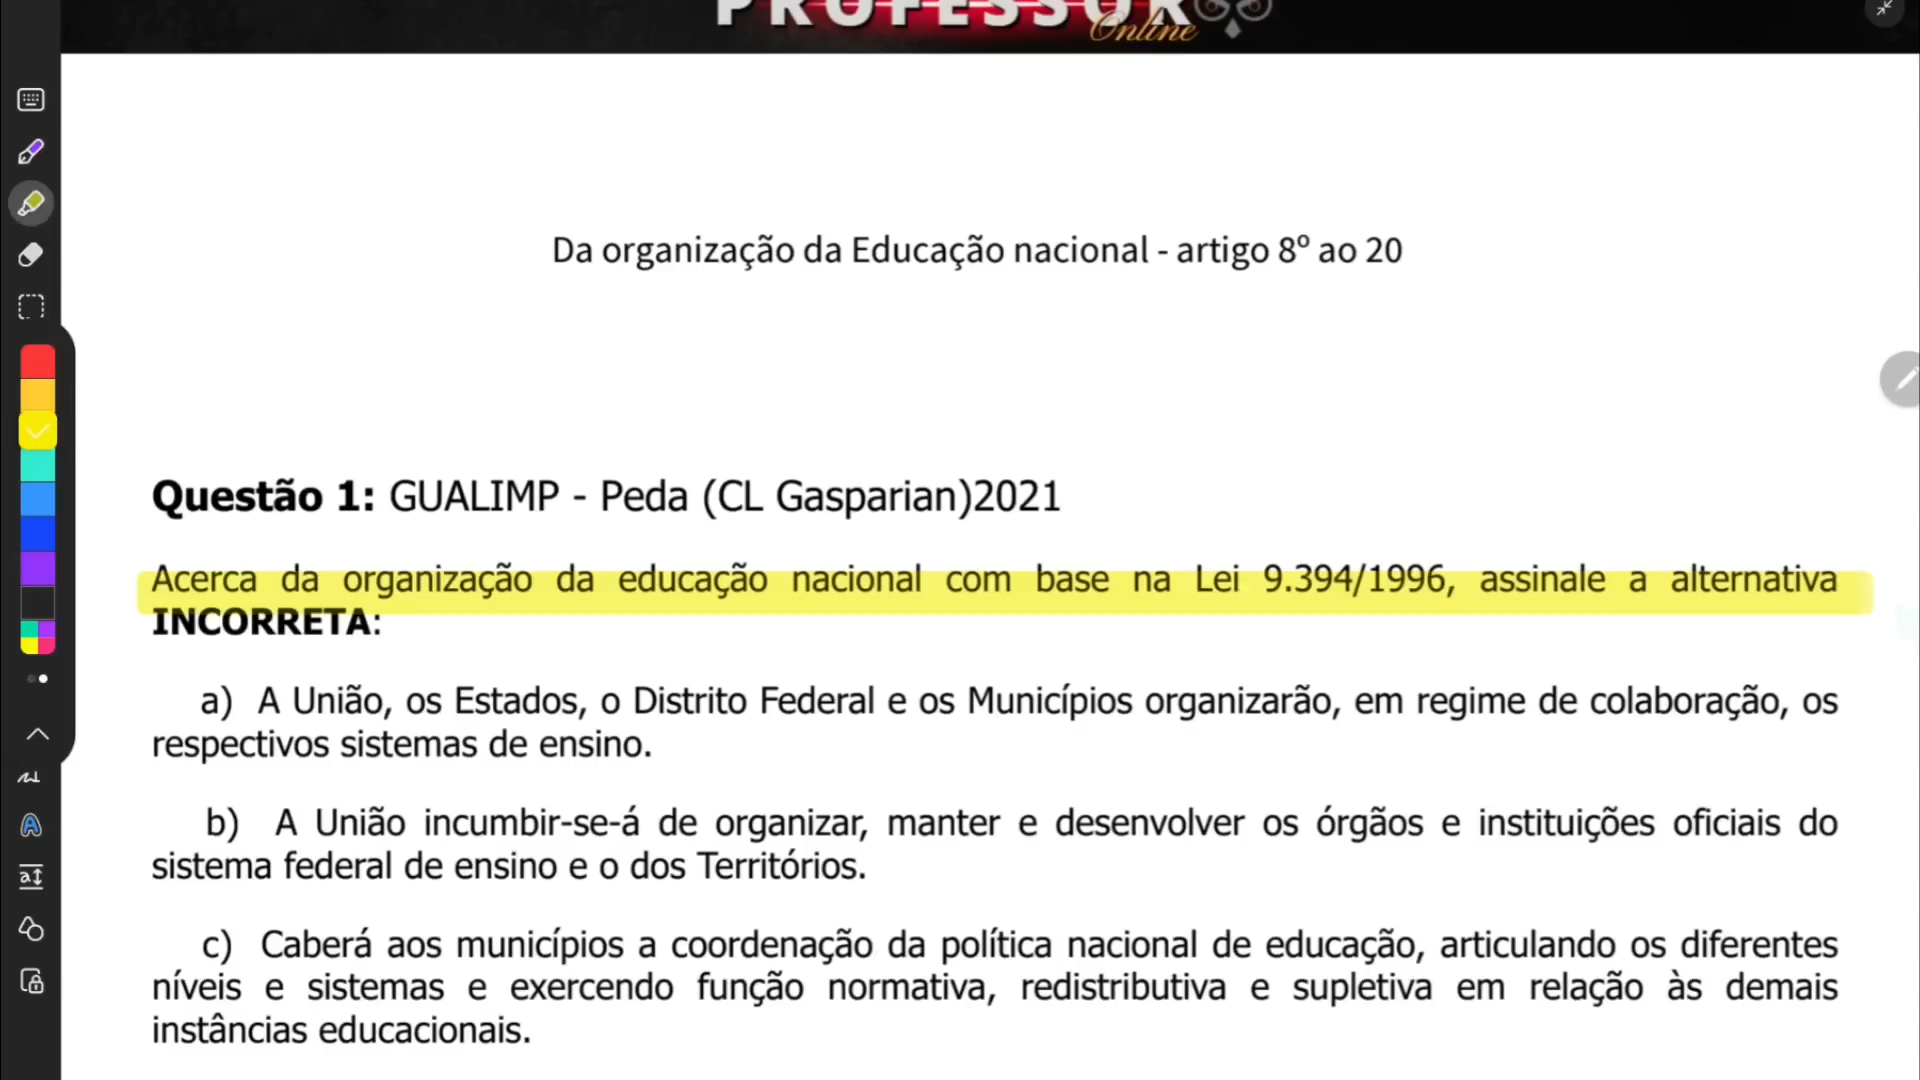 PROFESSOR
Online
Da organização da Educação nacional - artigo 8º ao 20
Questão 1: GUALIMP - Peda (CL Gasparian)2021
Acerca da organização da educação nacional com base na Lei 9.394/1996, assinale a alternativa
INCORRETA:
a) A União, os Estados, o Distrito Federal e os Municípios organizarão, em regime de colaboração, os
respectivos sistemas de ensino.
b) A União incumbir-se-á de organizar, manter e desenvolver os órgãos e instituições oficiais do
sistema federal de ensino e o dos Territórios.
c) Caberá aos municípios a coordenação da política nacional de educação, articulando os diferentes
níveis e sistemas e exercendo função normativa, redistributiva e supletiva em relação às demais
instâncias educacionais.